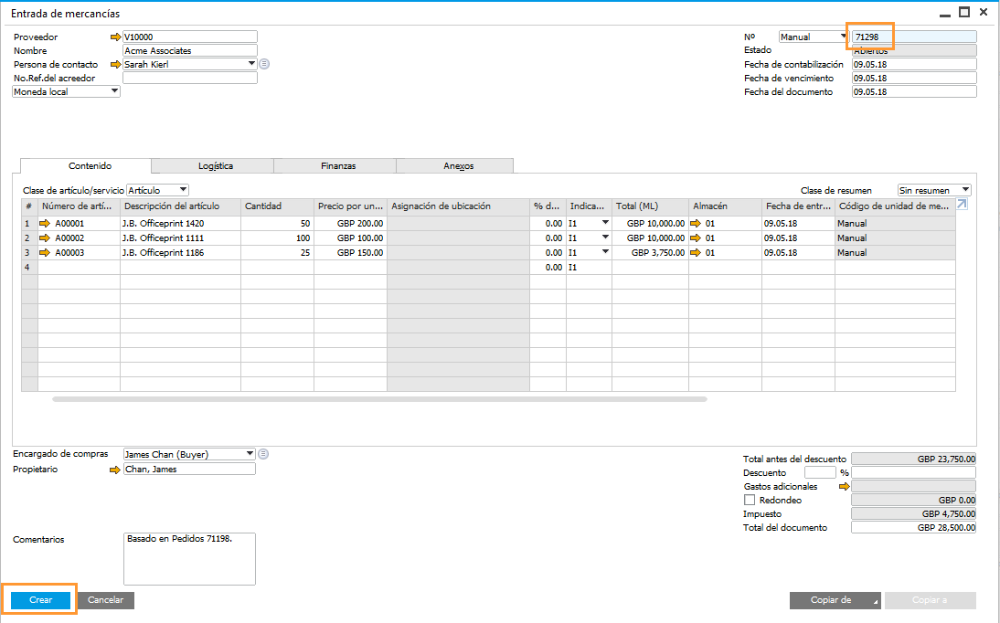 Entrada de mercancías
Proveedor V10000
Nombre Acme Associates
Persona de contacto Sarah Kierl
No.Ref.del acreedor
Moneda local
Nº Manual 71298
Estado Abiertos
Fecha de contabilización 09.05.18
Fecha de vencimiento 09.05.18
Fecha del documento 09.05.18
Contenido Logística Finanzas Anexos
Clase de artículo/servicio Artículo Clase de resumen Sin resumen
# Número de artí... Descripción del artículo Cantidad Precio por un... Asignación de ubicación % d... Indica... Total (ML) Almacén Fecha de entr... Código de unidad de me...
1 A00001 J.B. Officeprint 1420 50 GBP 200.00 0.00 I1 GBP 10,000.00 01 09.05.18 Manual
2 A00002 J.B. Officeprint 1111 100 GBP 100.00 0.00 I1 GBP 10,000.00 01 09.05.18 Manual
3 A00003 J.B. Officeprint 1186 25 GBP 150.00 0.00 I1 GBP 3,750.00 01 09.05.18 Manual
4 0.00 I1
Encargado de compras James Chan (Buyer)
Propietario Chan, James
Total antes del descuento GBP 23,750.00
Descuento %
Gastos adicionales
Redondeo GBP 0.00
Impuesto GBP 4,750.00
Total del documento GBP 28,500.00
Comentarios Basado en Pedidos 71198.
Crear Cancelar Copiar de Copiar a